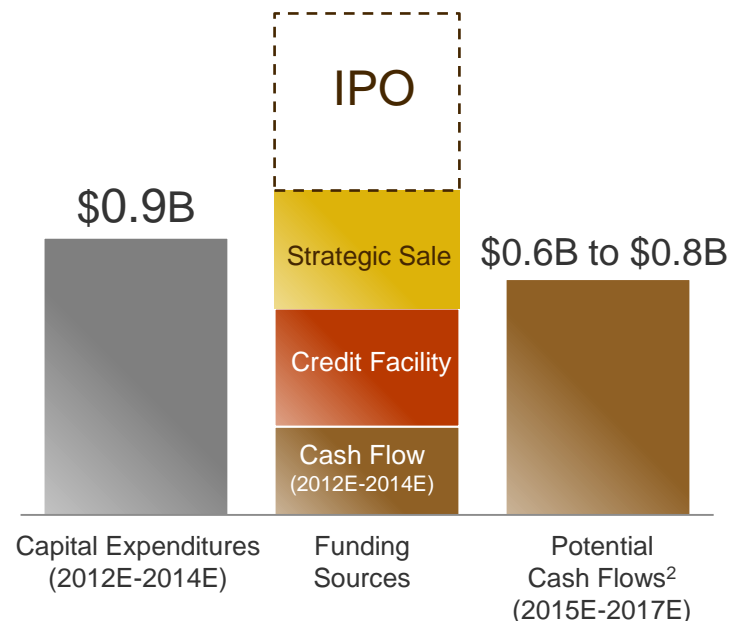 IPO
$0.9B
Strategic Sale
$0.6B to $0.8B
Credit Facility
Cash Flow
(2012E-2014E)
Capital Expenditures
(2012E-2014E)
Funding
Sources
Potential
Cash Flows²
(2015E-2017E)